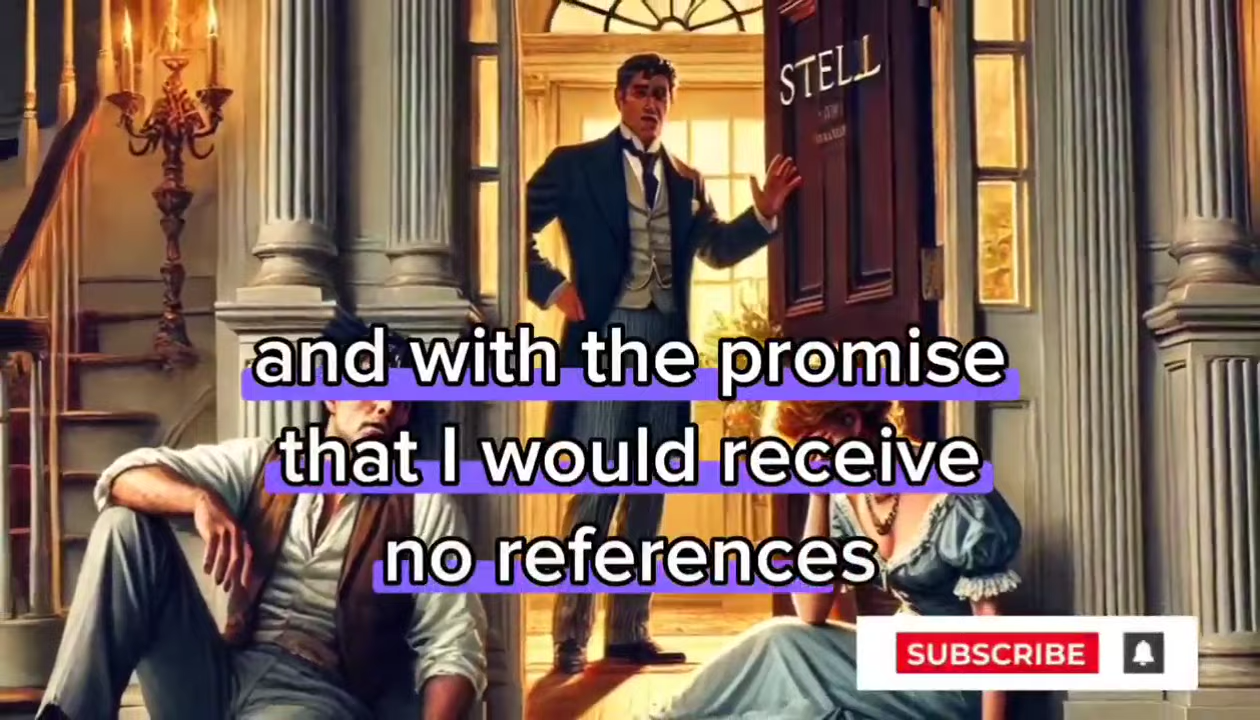 STELL
and with the promise
that I would receive
no references
SUBSCRIBE